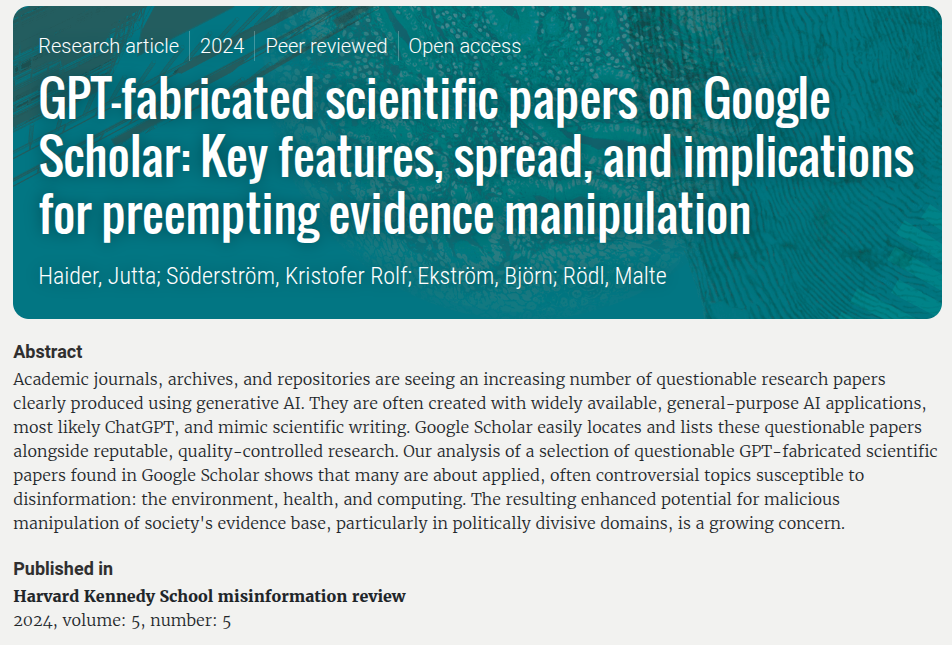 Research article | 2024 | Peer reviewed | Open access
GPT-fabricated scientific papers on Google
Scholar: Key features, spread, and implications
for preempting evidence manipulation
Haider, Jutta; Söderström, Kristofer Rolf; Ekström, Björn; Rödl, Malte
Abstract
Academic journals, archives, and repositories are seeing an increasing number of questionable research papers
clearly produced using generative AI. They are often created with widely available, general-purpose AI applications,
most likely ChatGPT, and mimic scientific writing. Google Scholar easily locates and lists these questionable papers
alongside reputable, quality-controlled research. Our analysis of a selection of questionable GPT-fabricated scientific
papers found in Google Scholar shows that many are about applied, often controversial topics susceptible to
disinformation: the environment, health, and computing. The resulting enhanced potential for malicious
manipulation of society's evidence base, particularly in politically divisive domains, is a growing concern.
Published in
Harvard Kennedy School misinformation review
2024, volume: 5, number: 5